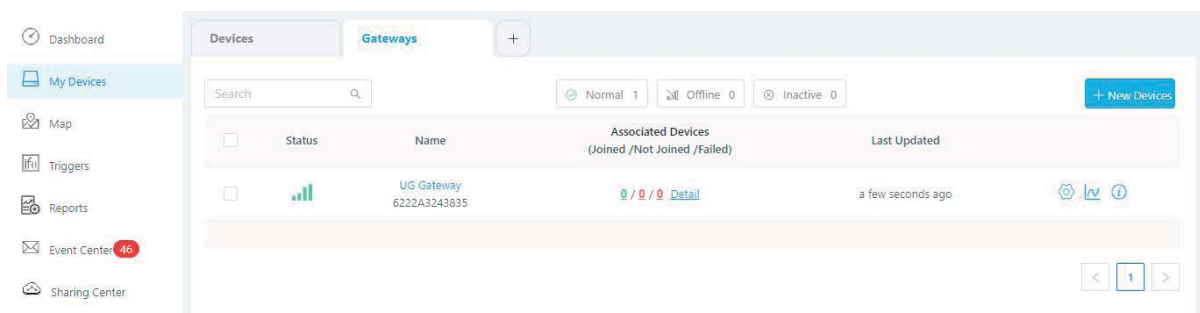 Dashboard
My Devices
Map
Triggers
Reports
Event Center 46
Sharing Center
Devices
Gateways
+
Search
Normal 1
Offline 0
Inactive 0
+ New Devices
Status
Name
Associated Devices
(Joined /Not Joined /Failed)
Last Updated
UG Gateway
6222A3243835
0 / 0 / 0 Detail
a few seconds ago
< 1 >